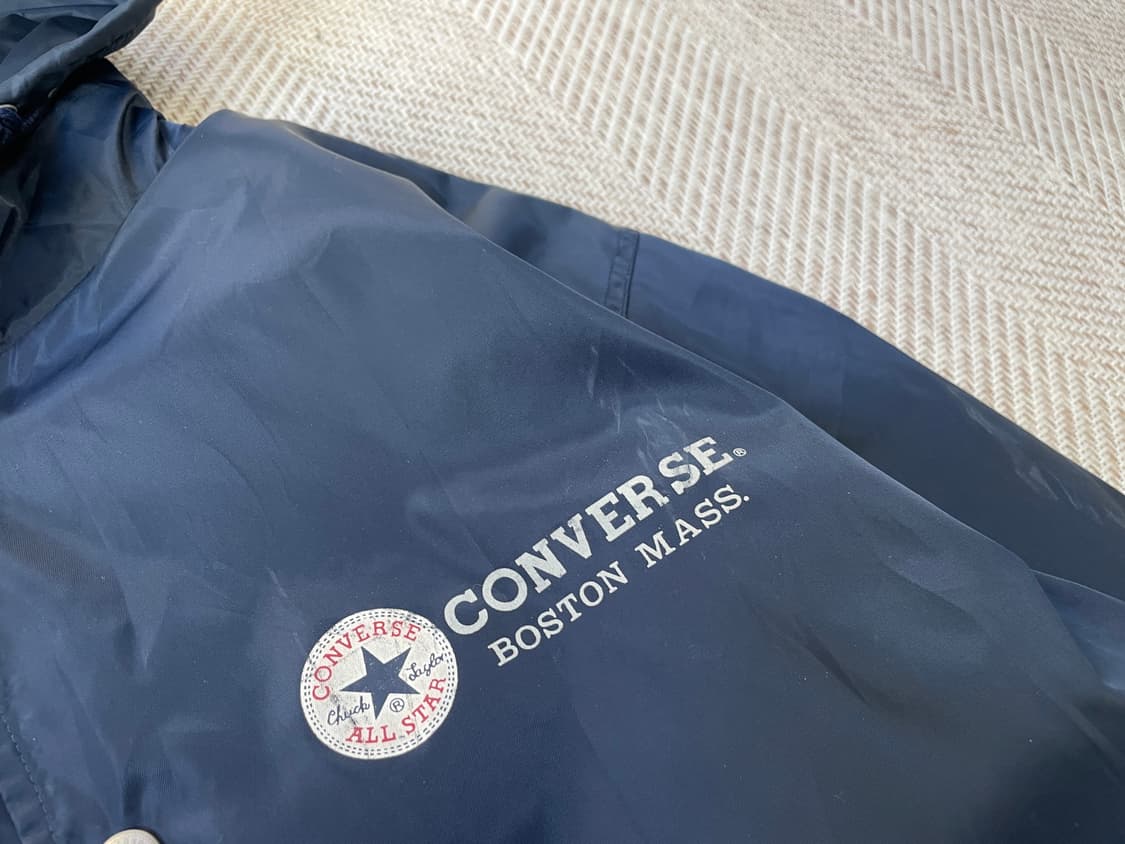 CONVERSE®
BOSTON MASS.
CONVERSE
Chuck Taylor
®
ALL STAR